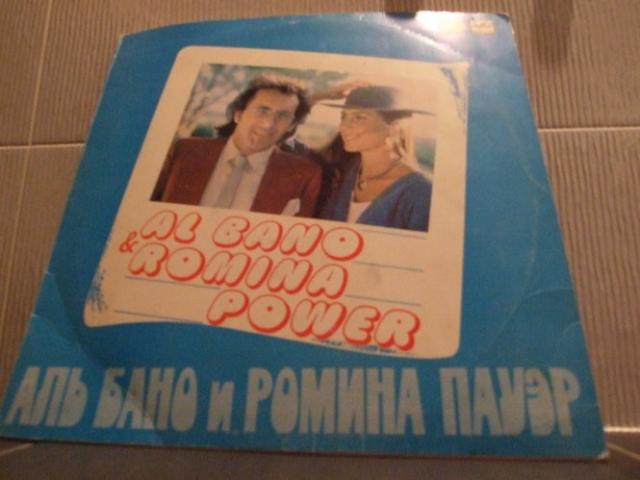 AL BANO
& ROMINA
POWER
АЛЬ БАНО и РОМИНА ПАУЭР